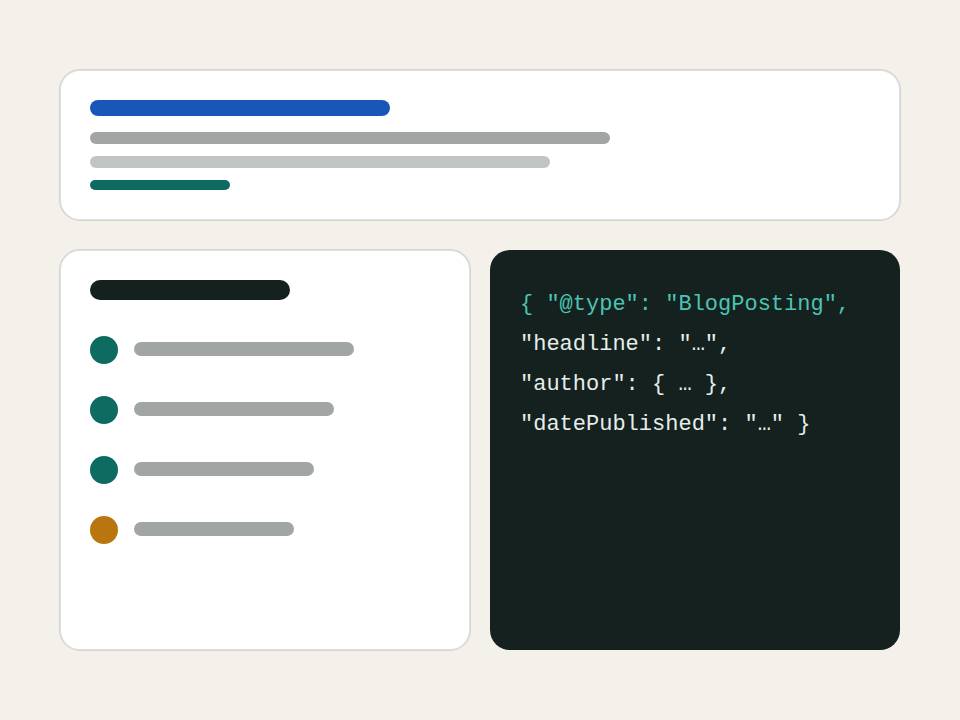 { "@type": "BlogPosting",
"headline": "…",
"author": { … },
"datePublished": "…" }